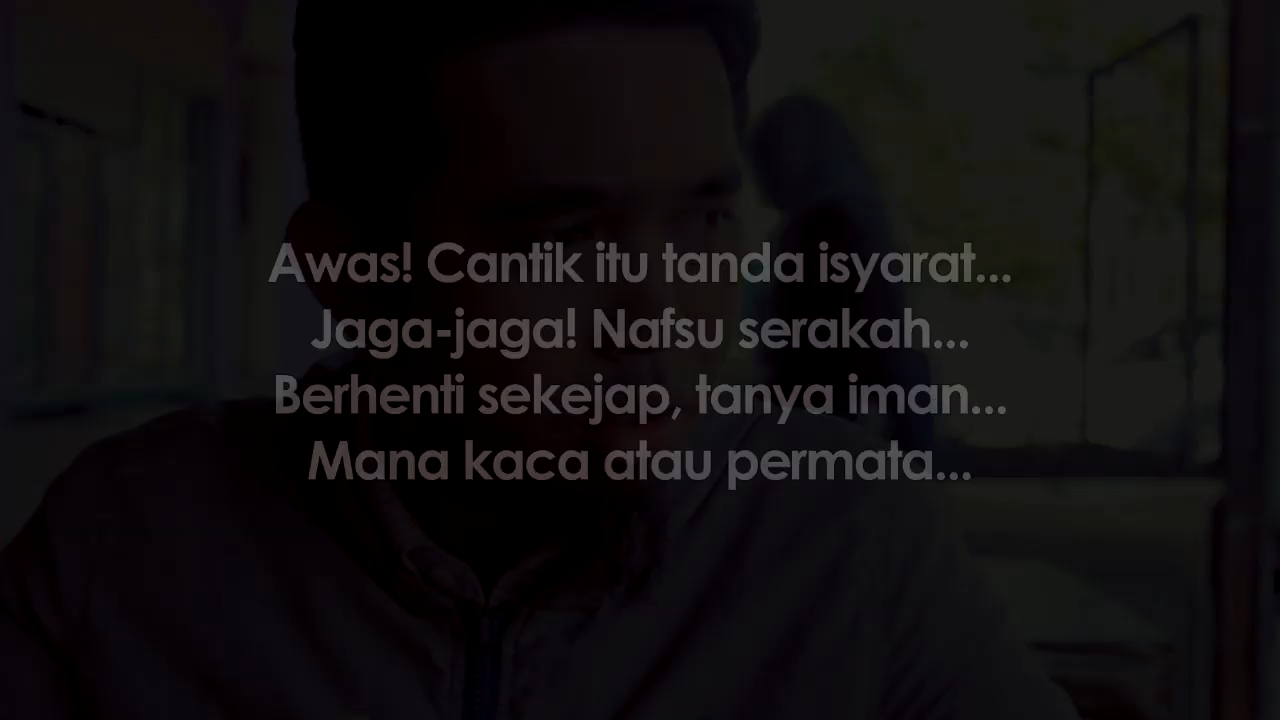 Awas! Cantik itu tanda isyarat...
Jaga-jaga! Nafsu serakah...
Berhenti sekejap, tanya iman...
Mana kaca atau permata...